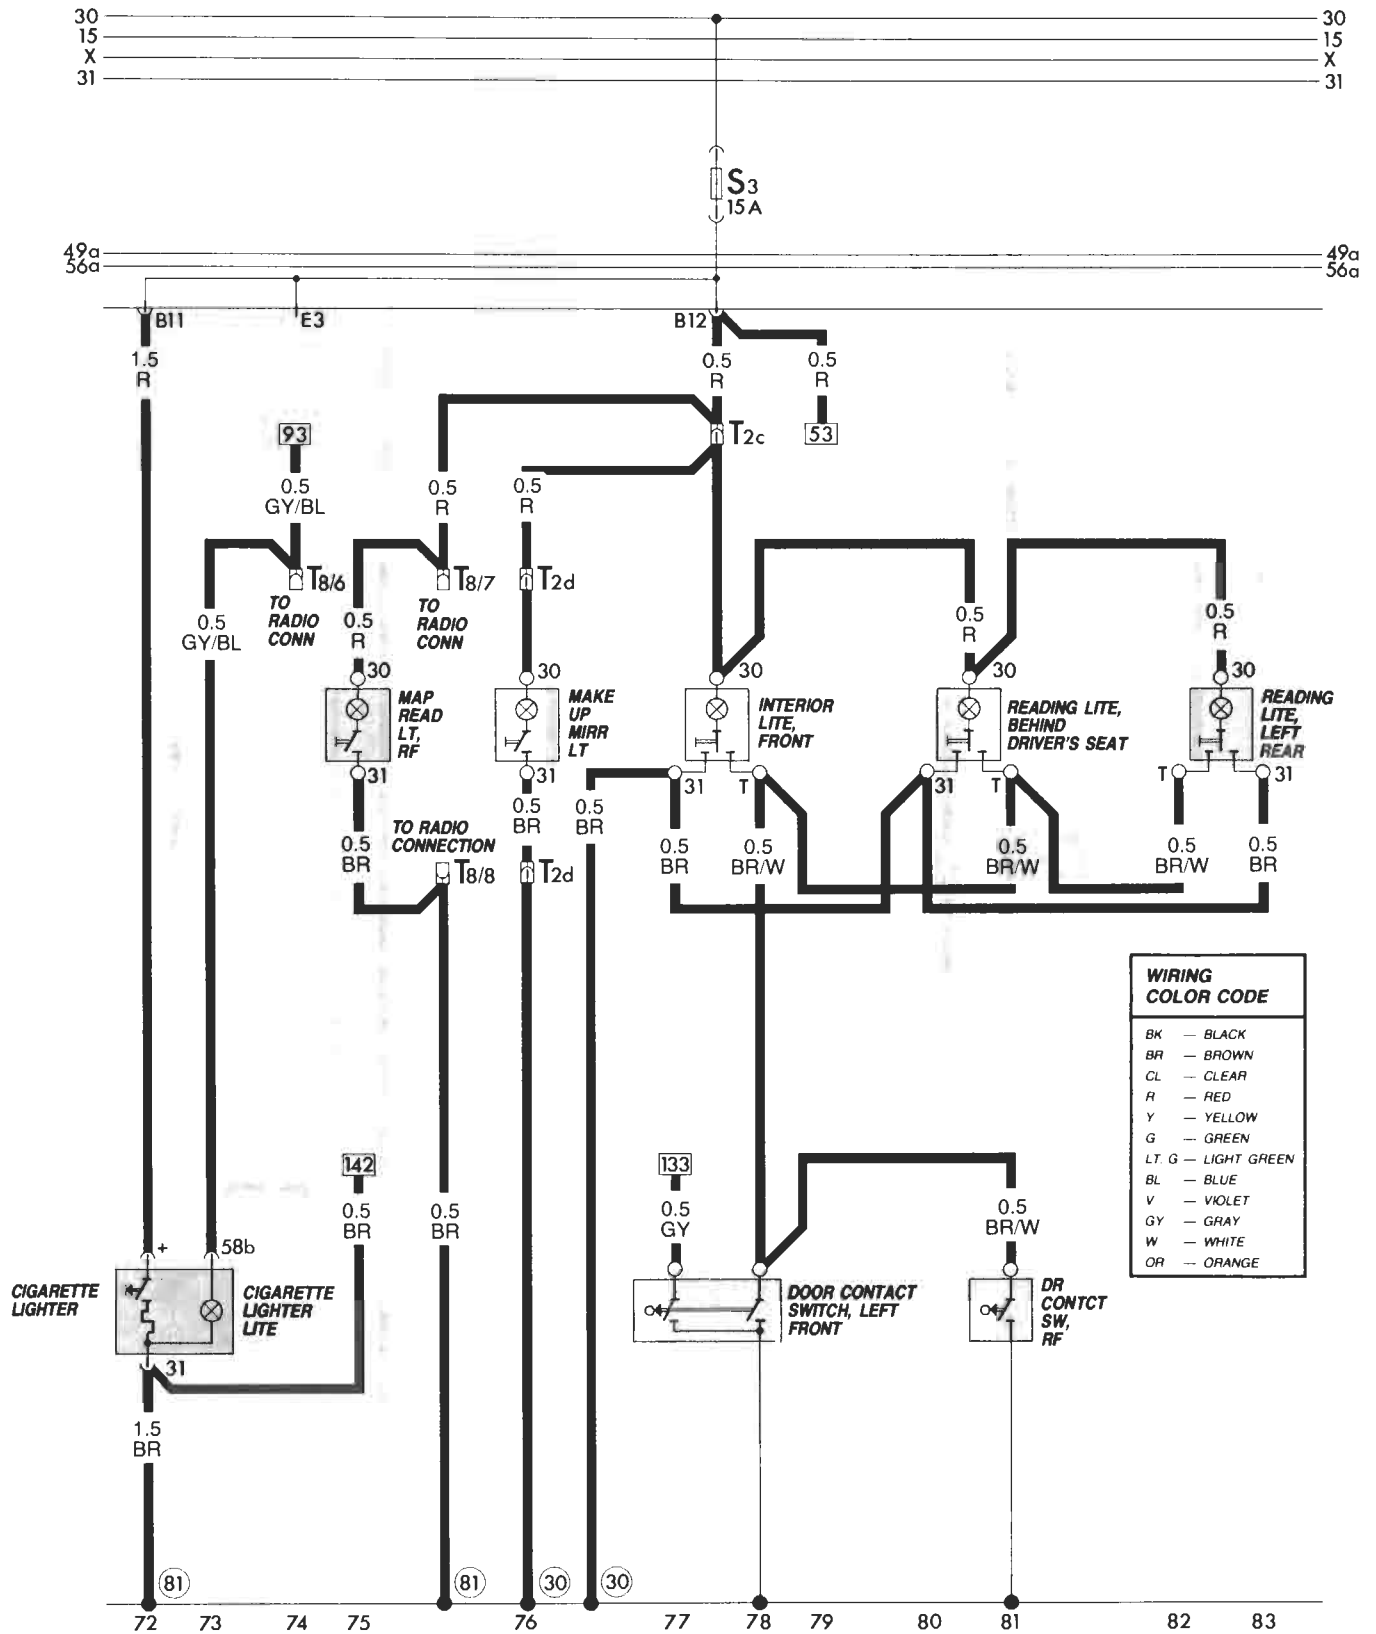 30 30
15 15
X X
31 31
S3
15 A
49a 49a
56a 56a
B11 E3 B12
1.5
R
0.5
R
0.5
R
93
T2c
53
0.5
GY/BL
0.5
R
0.5
R
T8/6
TO
RADIO
CONN
T8/7
TO
RADIO
CONN
T2d
0.5
GY/BL
0.5
R
0.5
R
0.5
R
30 30 30 30 30
MAP
READ
LT,
RF
MAKE
UP
MIRR
LT
INTERIOR
LITE,
FRONT
READING LITE,
BEHIND
DRIVER'S SEAT
READING
LITE,
LEFT
REAR
31 31 31 T 31 T T 31
0.5
BR
0.5
BR
TO RADIO
CONNECTION
0.5
BR
0.5
BR
0.5
BR/W
0.5
BR/W
0.5
BR/W
0.5
BR
T8/8
T2d
WIRING
COLOR CODE
BK — BLACK
BR — BROWN
CL — CLEAR
R — RED
Y — YELLOW
G — GREEN
LT. G — LIGHT GREEN
BL — BLUE
V — VIOLET
GY — GRAY
W — WHITE
OR — ORANGE
142
133
0.5
BR
0.5
BR
0.5
GY
0.5
BR/W
+ 58b
CIGARETTE
LIGHTER
CIGARETTE
LIGHTER
LITE
DOOR CONTACT
SWITCH, LEFT
FRONT
DR
CONTCT
SW,
RF
31
1.5
BR
81 81 30 30
72 73 74 75 76 77 78 79 80 81 82 83